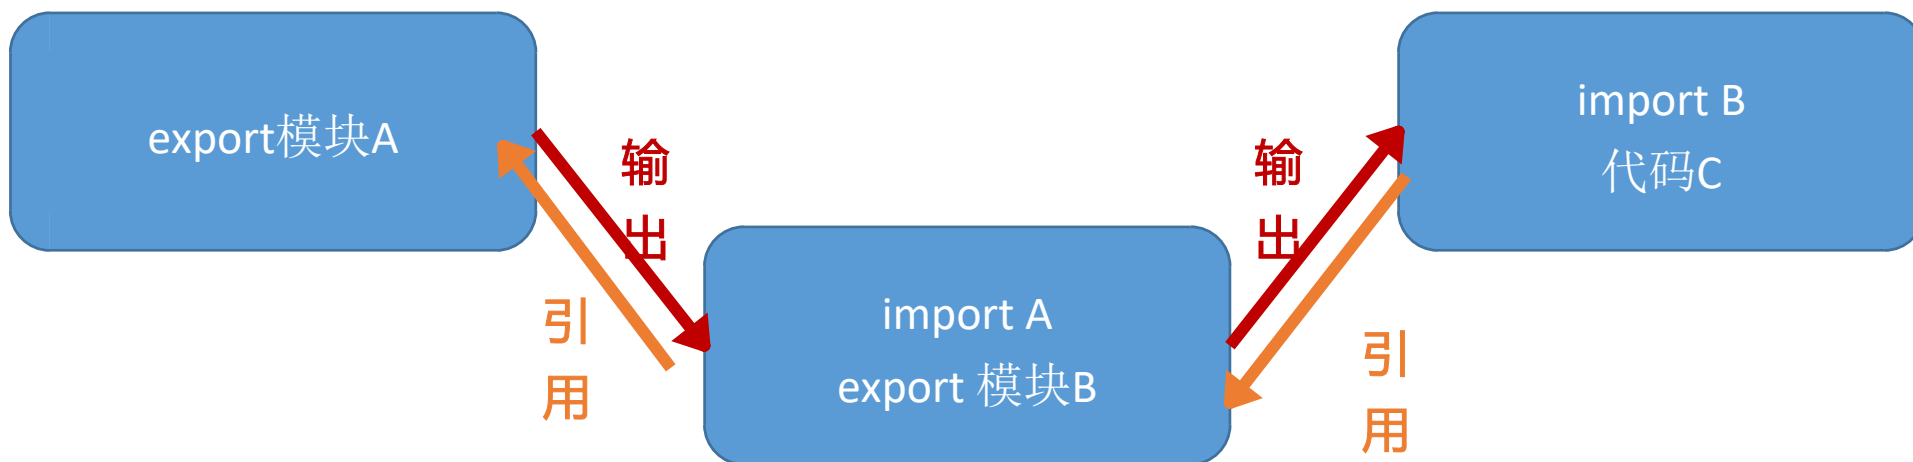 export模块A
输
出
引
用
import A
export 模块B
输
出
引
用
import B
代码C